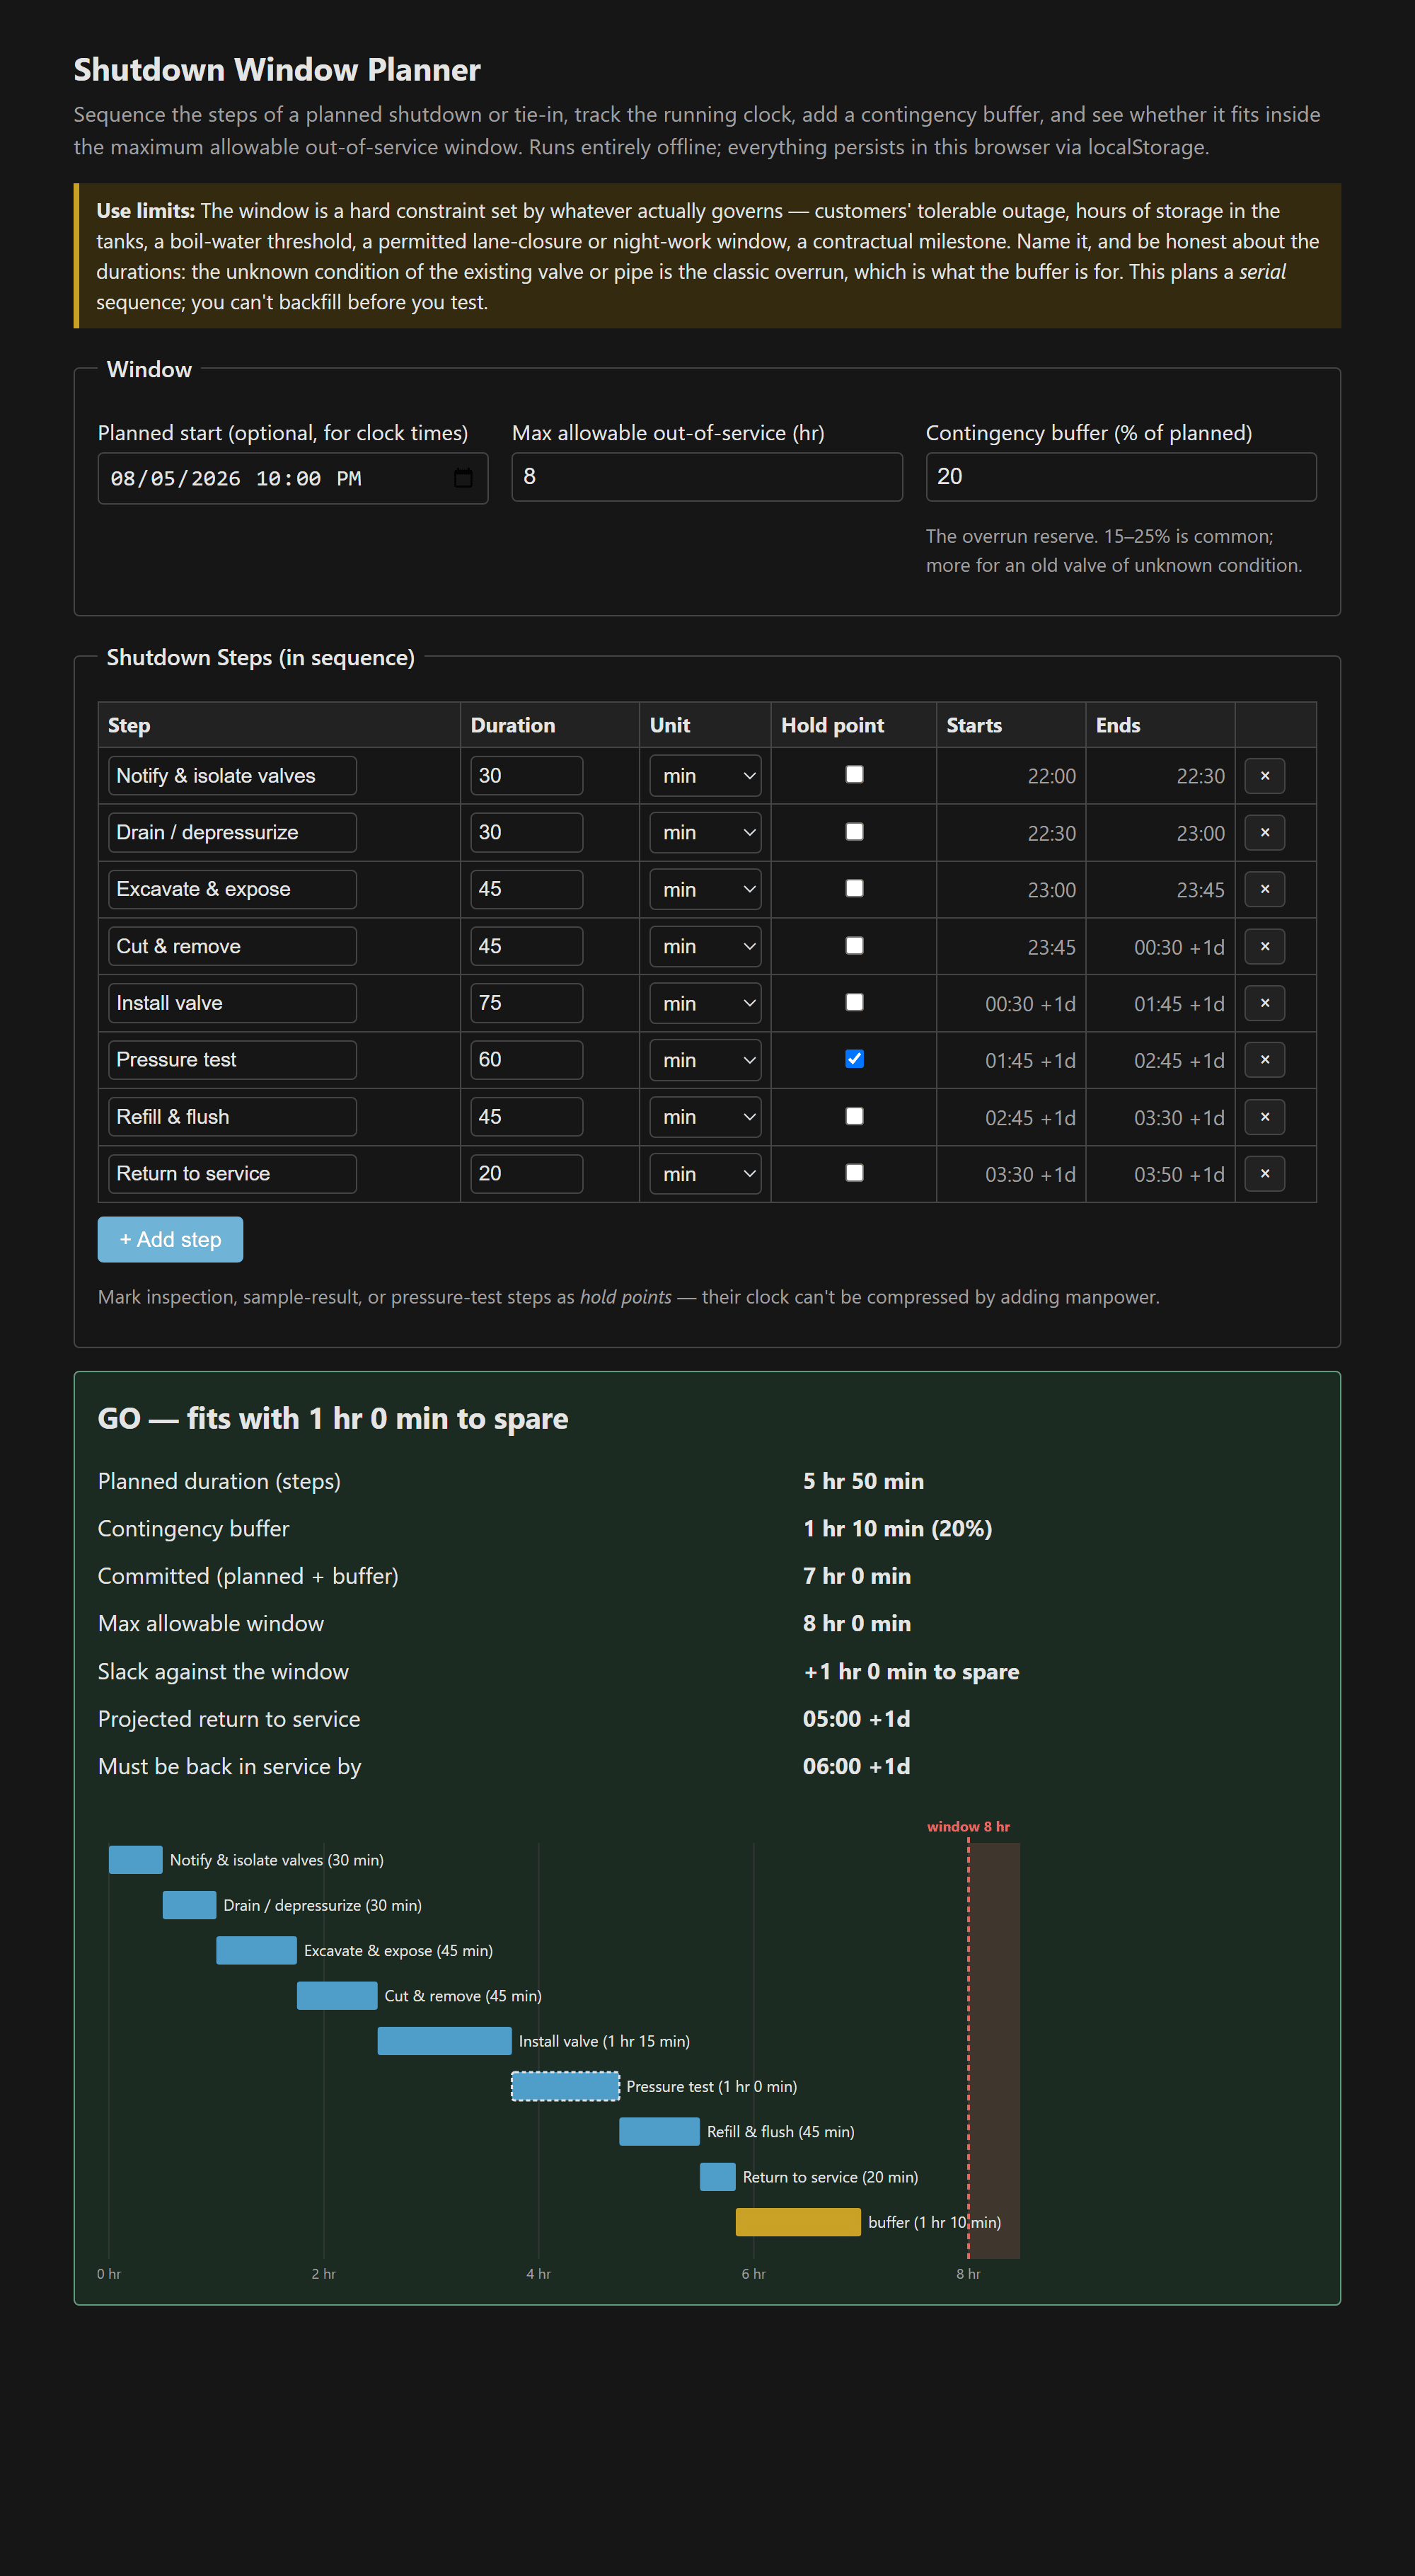 Shutdown Window Planner
Sequence the steps of a planned shutdown or tie-in, track the running clock, add a contingency buffer, and see whether it fits inside
the maximum allowable out-of-service window. Runs entirely offline; everything persists in this browser via localStorage.
Use limits: The window is a hard constraint set by whatever actually governs — customers' tolerable outage, hours of storage in the
tanks, a boil-water threshold, a permitted lane-closure or night-work window, a contractual milestone. Name it, and be honest about the
durations: the unknown condition of the existing valve or pipe is the classic overrun, which is what the buffer is for. This plans a serial
sequence; you can't backfill before you test.
Window
Planned start (optional, for clock times) Max allowable out-of-service (hr) Contingency buffer (% of planned)
08/05/2026 10:00 PM 8 20
The overrun reserve. 15–25% is common;
more for an old valve of unknown condition.
Shutdown Steps (in sequence)
Step Duration Unit Hold point Starts Ends
Notify & isolate valves 30 min 22:00 22:30 ×
Drain / depressurize 30 min 22:30 23:00 ×
Excavate & expose 45 min 23:00 23:45 ×
Cut & remove 45 min 23:45 00:30 +1d ×
Install valve 75 min 00:30 +1d 01:45 +1d ×
Pressure test 60 min 01:45 +1d 02:45 +1d ×
Refill & flush 45 min 02:45 +1d 03:30 +1d ×
Return to service 20 min 03:30 +1d 03:50 +1d ×
+ Add step
Mark inspection, sample-result, or pressure-test steps as hold points — their clock can't be compressed by adding manpower.
GO — fits with 1 hr 0 min to spare
Planned duration (steps) 5 hr 50 min
Contingency buffer 1 hr 10 min (20%)
Committed (planned + buffer) 7 hr 0 min
Max allowable window 8 hr 0 min
Slack against the window +1 hr 0 min to spare
Projected return to service 05:00 +1d
Must be back in service by 06:00 +1d
window 8 hr
Notify & isolate valves (30 min)
Drain / depressurize (30 min)
Excavate & expose (45 min)
Cut & remove (45 min)
Install valve (1 hr 15 min)
Pressure test (1 hr 0 min)
Refill & flush (45 min)
Return to service (20 min)
buffer (1 hr 10 min)
0 hr 2 hr 4 hr 6 hr 8 hr